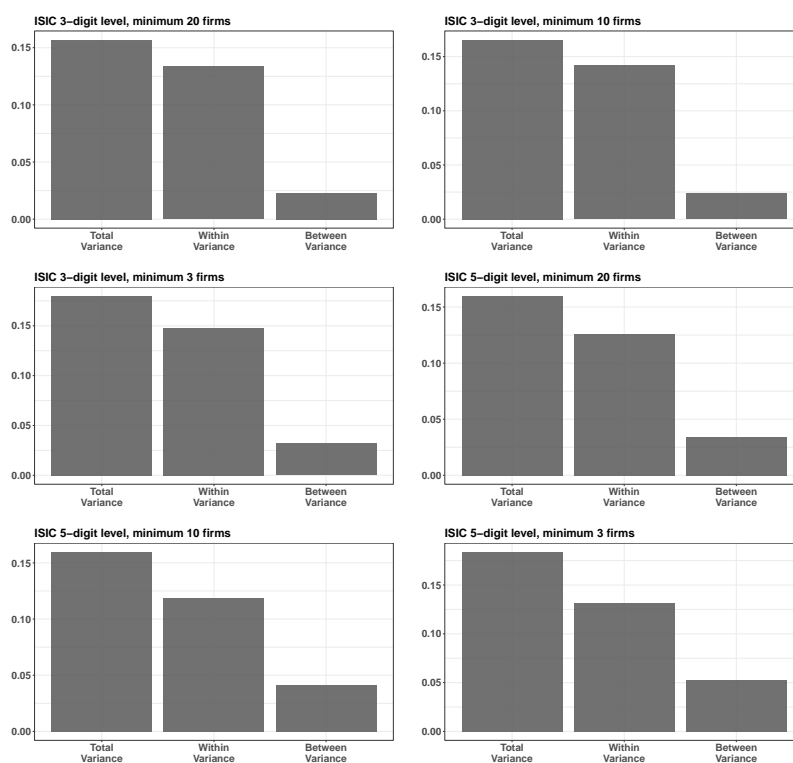 ISIC 3−digit level, minimum 20 firms
0.15
0.10
0.05
0.00
Total Variance
Within Variance
Between Variance
ISIC 3−digit level, minimum 10 firms
0.15
0.10
0.05
0.00
Total Variance
Within Variance
Between Variance
ISIC 3−digit level, minimum 3 firms
0.15
0.10
0.05
0.00
Total Variance
Within Variance
Between Variance
ISIC 5−digit level, minimum 20 firms
0.15
0.10
0.05
0.00
Total Variance
Within Variance
Between Variance
ISIC 5−digit level, minimum 10 firms
0.15
0.10
0.05
0.00
Total Variance
Within Variance
Between Variance
ISIC 5−digit level, minimum 3 firms
0.15
0.10
0.05
0.00
Total Variance
Within Variance
Between Variance